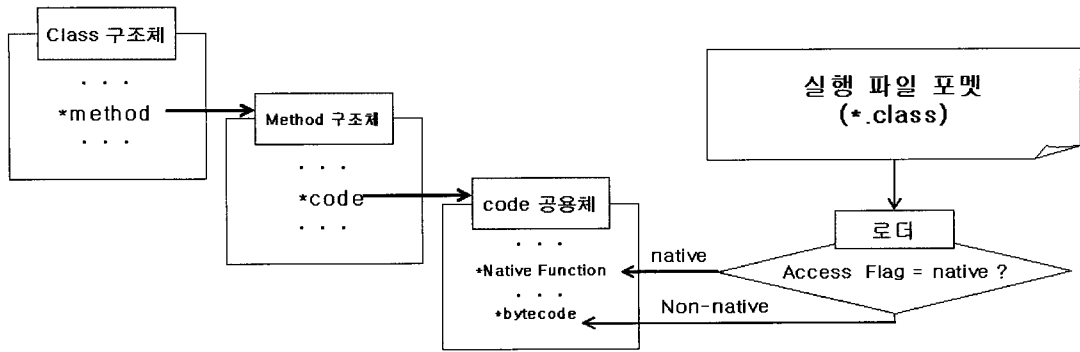 Class 구조체
. . .
*method
. . .
Method 구조체
. . .
*code
. . .
code 공용체
. . .
*Native Function
. . .
*bytecode
실행 파일 포멧
(*.class)
로더
Access Flag = native ?
native
Non-native